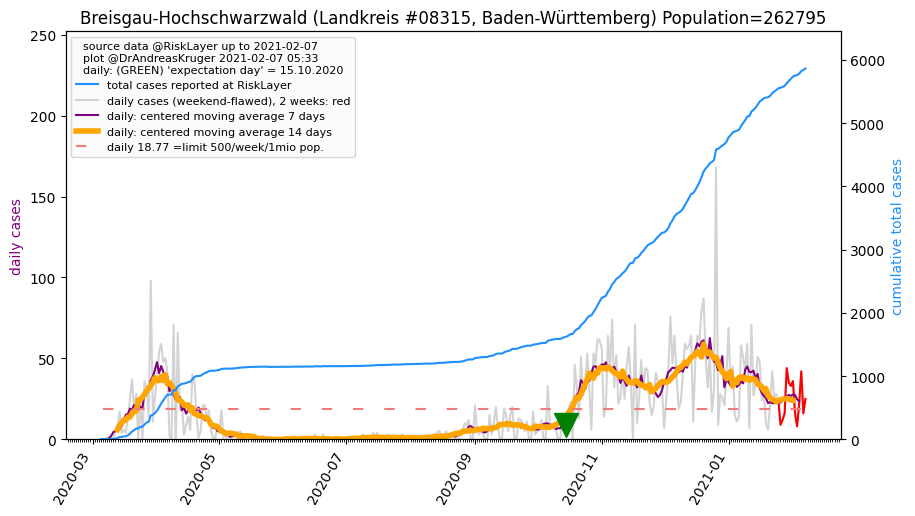 Breisgau-Hochschwarzwald (Landkreis #08315, Baden-Württemberg) Population=262795
source data @RiskLayer up to 2021-02-07
plot @DrAndreasKruger 2021-02-07 05:33
daily: (GREEN) 'expectation day' = 15.10.2020
total cases reported at RiskLayer
daily cases (weekend-flawed), 2 weeks: red
daily: centered moving average 7 days
daily: centered moving average 14 days
daily 18.77 =limit 500/week/1mio pop.
daily cases
250
200
150
100
50
0
cumulative total cases
6000
5000
4000
3000
2000
1000
0
2020-03
2020-05
2020-07
2020-09
2020-11
2021-01